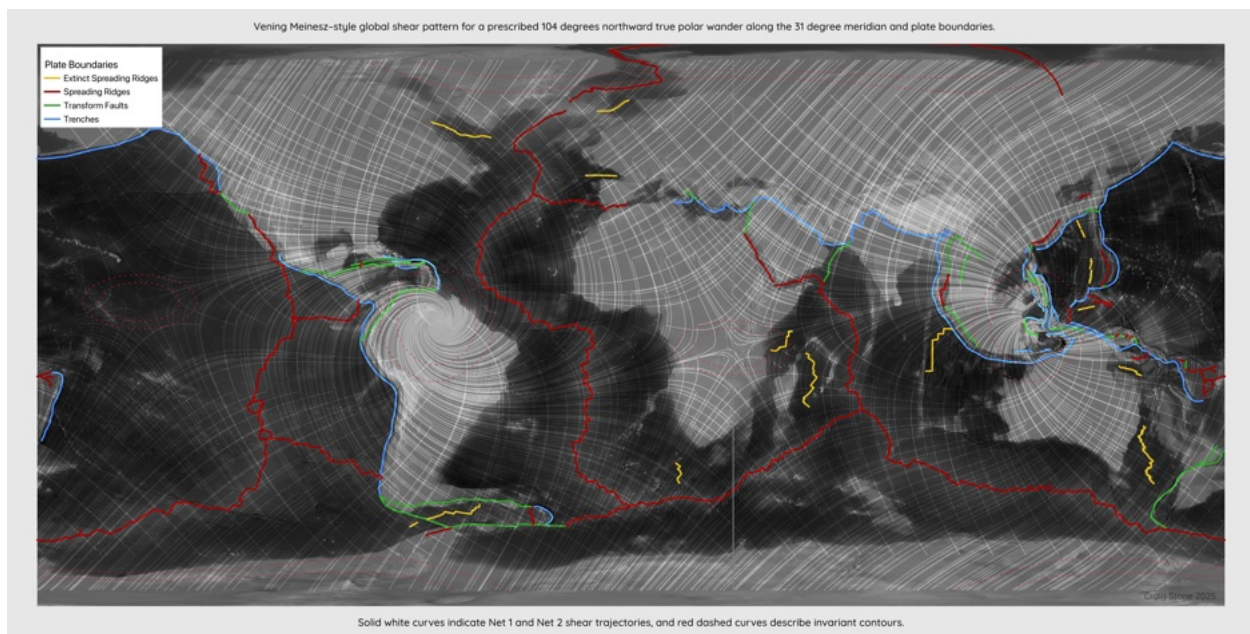 Vening Meinesz–style global shear pattern for a prescribed 104 degrees northward true polar wander along the 31 degree meridian and plate boundaries.
Plate Boundaries
Extinct Spreading Ridges
Spreading Ridges
Transform Faults
Trenches
Craig Stone 2025
Solid white curves indicate Net 1 and Net 2 shear trajectories, and red dashed curves describe invariant contours.